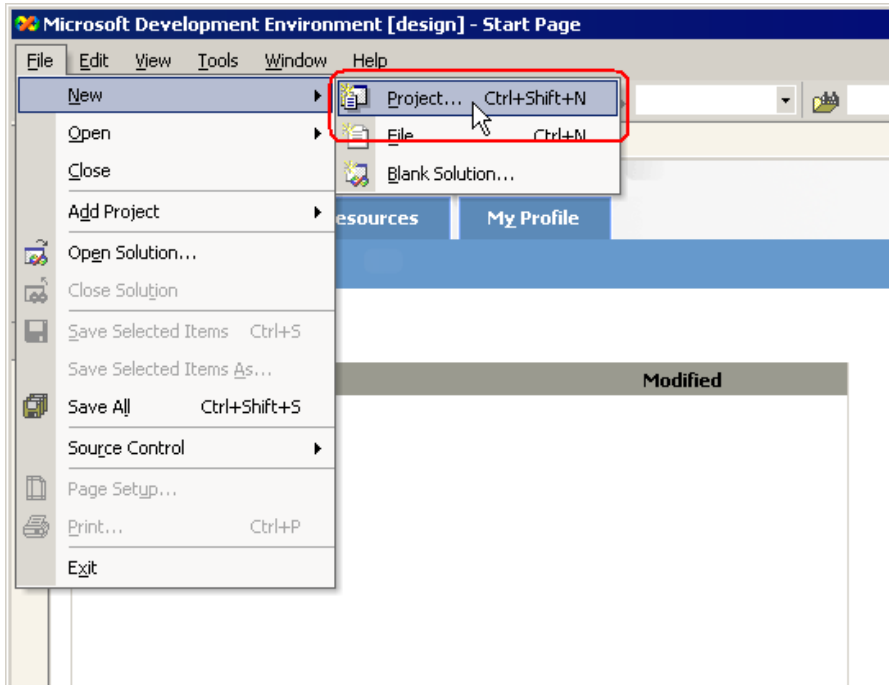 Microsoft Development Environment [design] - Start Page
File Edit View Tools Window Help
New
Project... Ctrl+Shift+N
File Ctrl+N
Blank Solution...
Open
Close
Add Project
Open Solution...
Close Solution
Save Selected Items Ctrl+S
Save Selected Items As...
Save All Ctrl+Shift+S
Source Control
Page Setup...
Print... Ctrl+P
Exit
esources My Profile
Modified